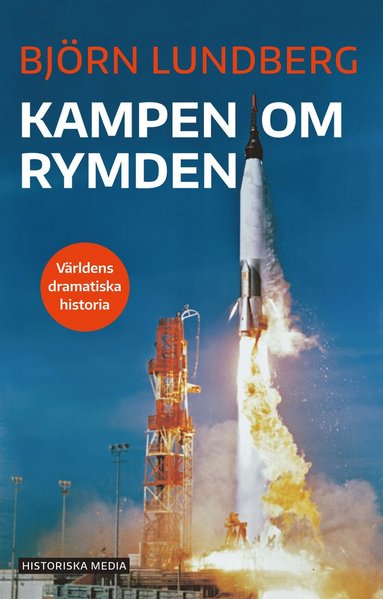 BJÖRN LUNDBERG
KAMPEN OM
RYMDEN
Världens
dramatiska
historia
HISTORISKA MEDIA